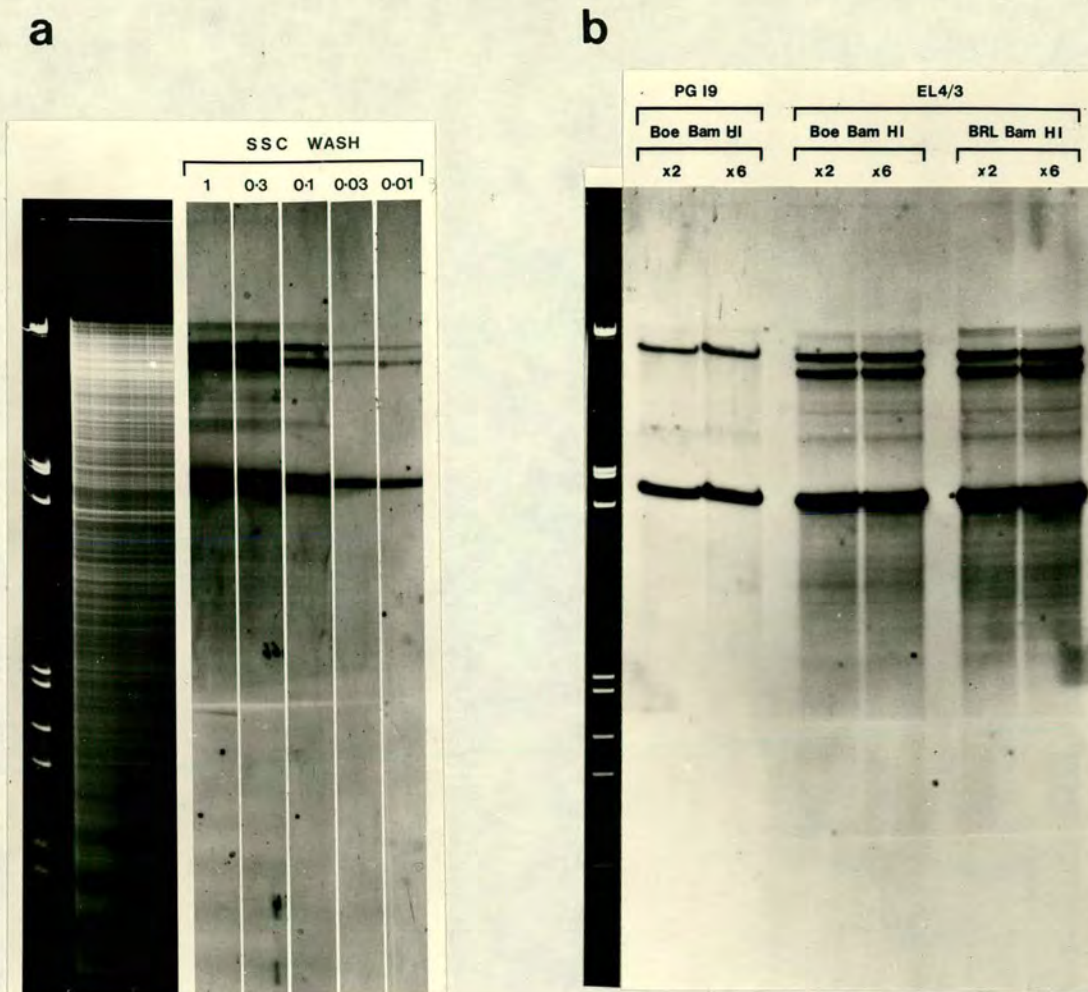 a
SSC WASH
1 0·3 0·1 0·03 0·01
b
PG 19 EL4/3
Boe Bam HI Boe Bam HI BRL Bam HI
x2 x6 x2 x6 x2 x6